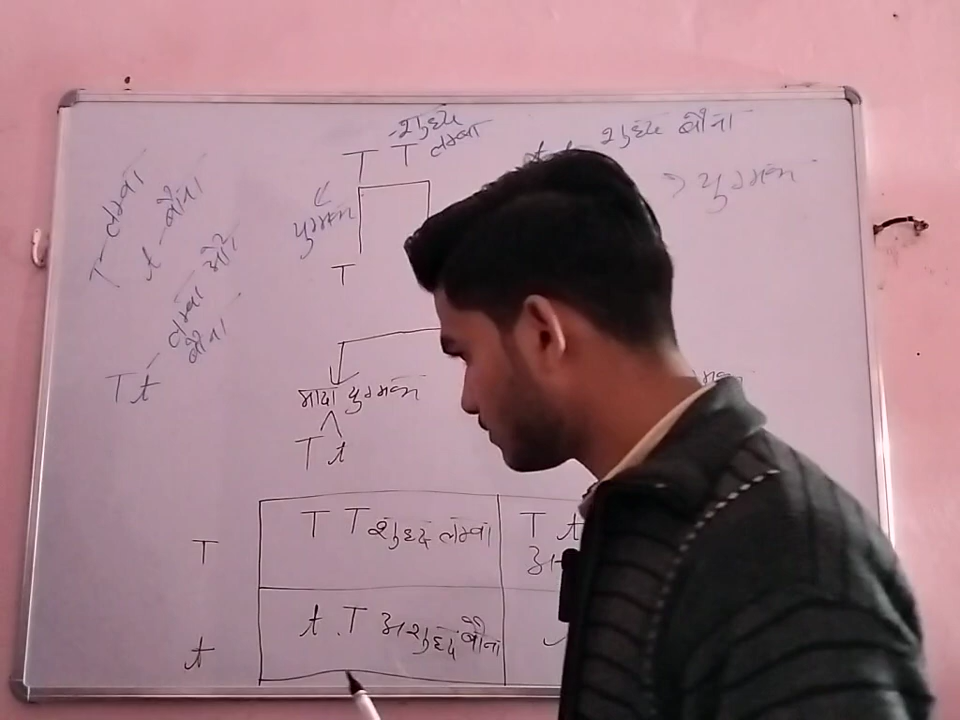 शुध्द
T T लम्बा
t t शुध्द बौना
T लम्बा
t बौना
Tt लम्बा और
बौना
युग्मक
युग्मक
T
मादा युग्मक
T t
T
T T शुध्द लम्बा
T t
अ
t
t . T अशुध्द बौना